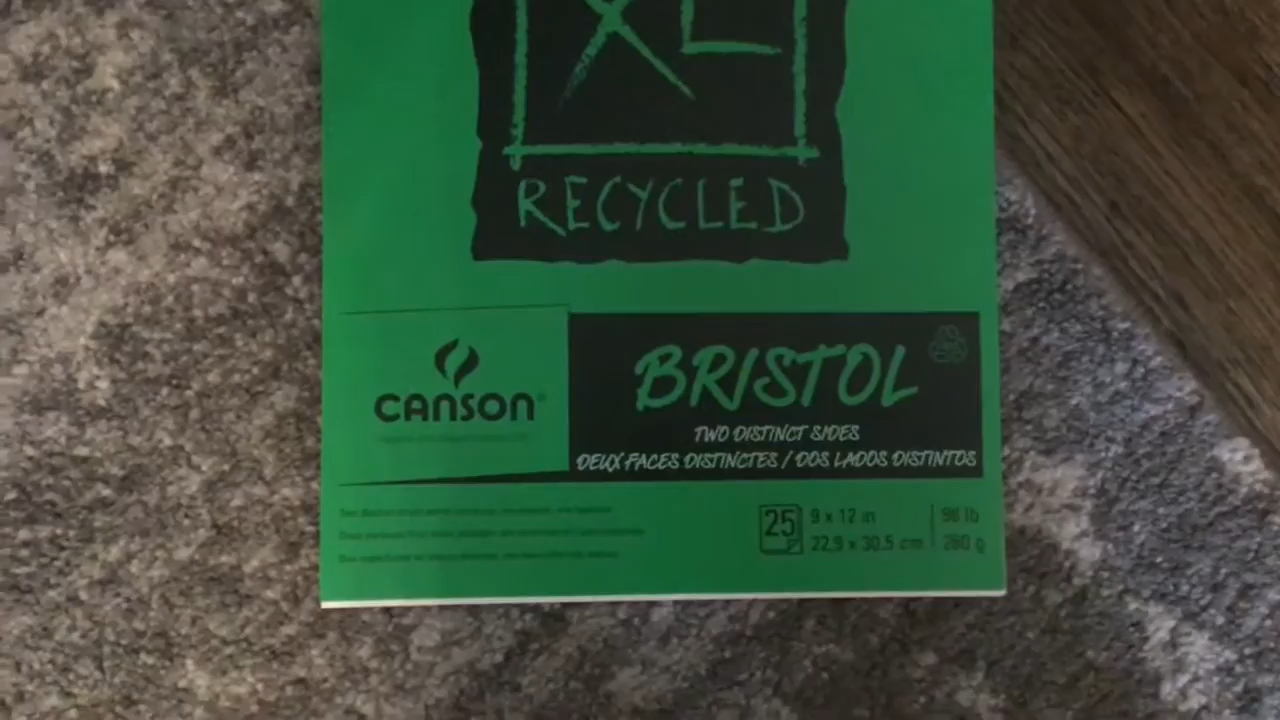 XL
RECYCLED
CANSON®
BRISTOL
TWO DISTINCT SIDES
DEUX FACES DISTINCTES / DOS LADOS DISTINTOS
25
9 x 12 in
22,9 x 30,5 cm
96 lb
260 g